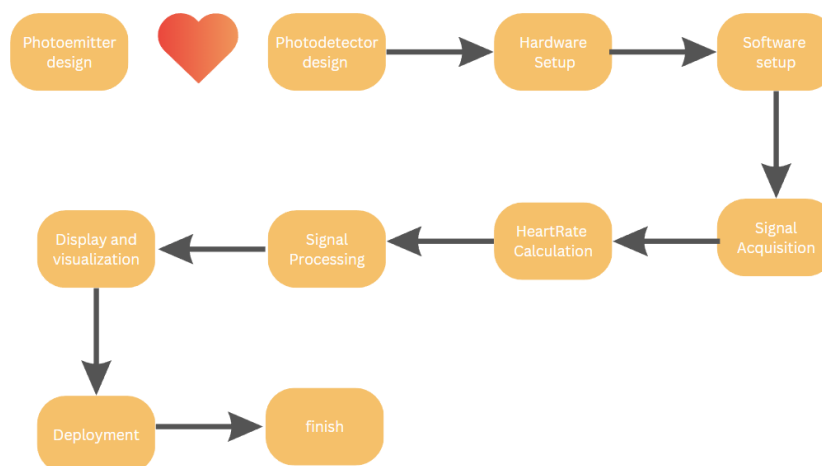 Photoemitter
design
Photodetector
design
Hardware
Setup
Software
setup
Signal
Acquisition
HeartRate
Calculation
Signal
Processing
Display and
visualization
Deployment
finish